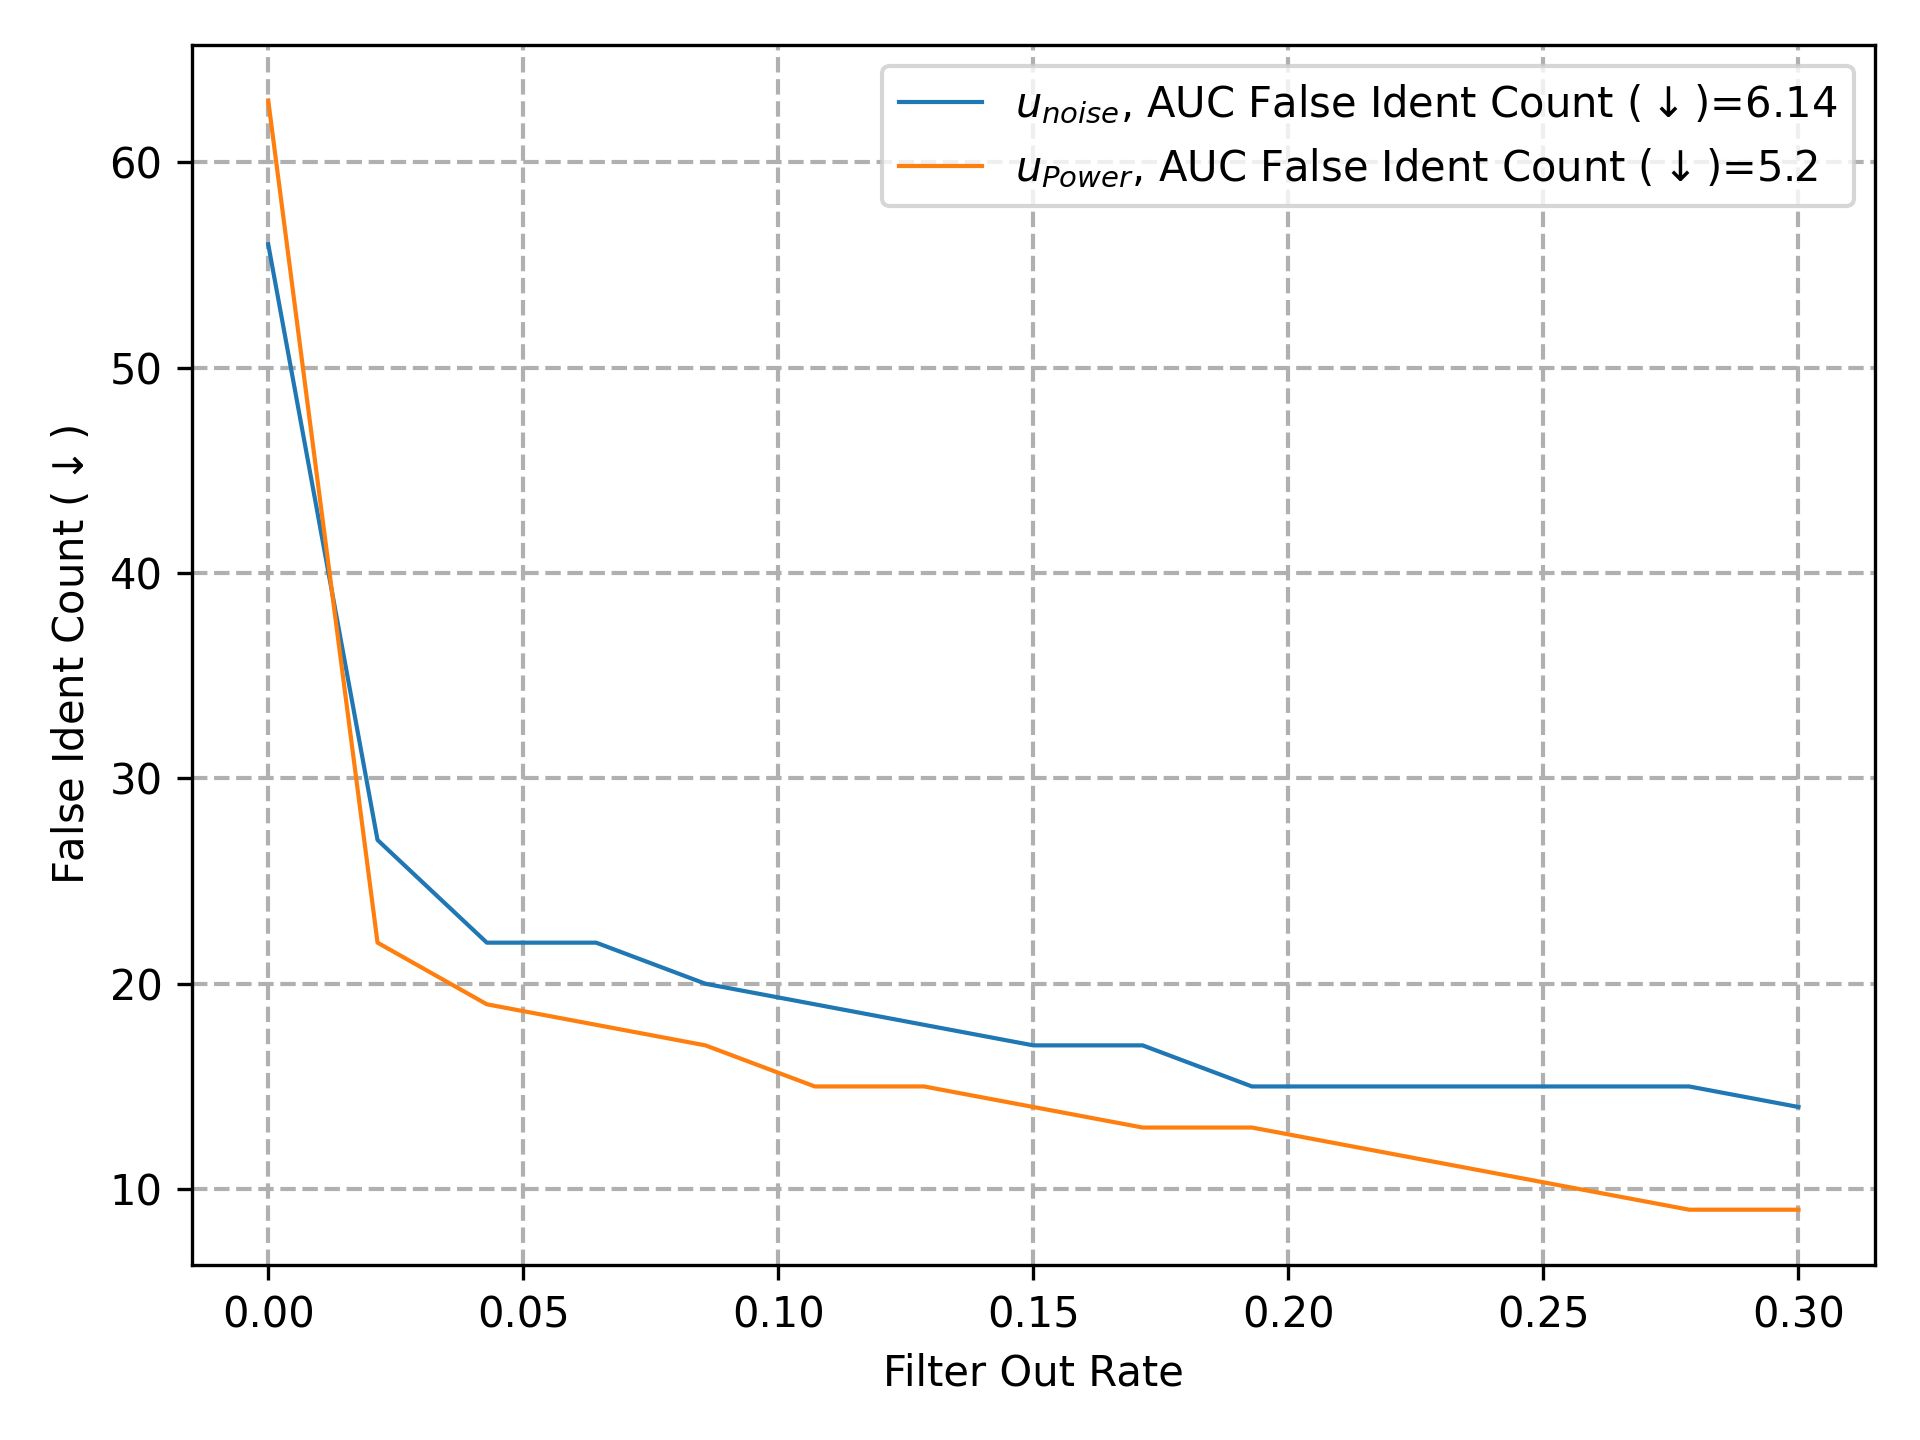 u_noise, AUC False Ident Count (↓)=6.14
u_Power, AUC False Ident Count (↓)=5.2
False Ident Count (↓)
60
50
40
30
20
10
0.00 0.05 0.10 0.15 0.20 0.25 0.30
Filter Out Rate